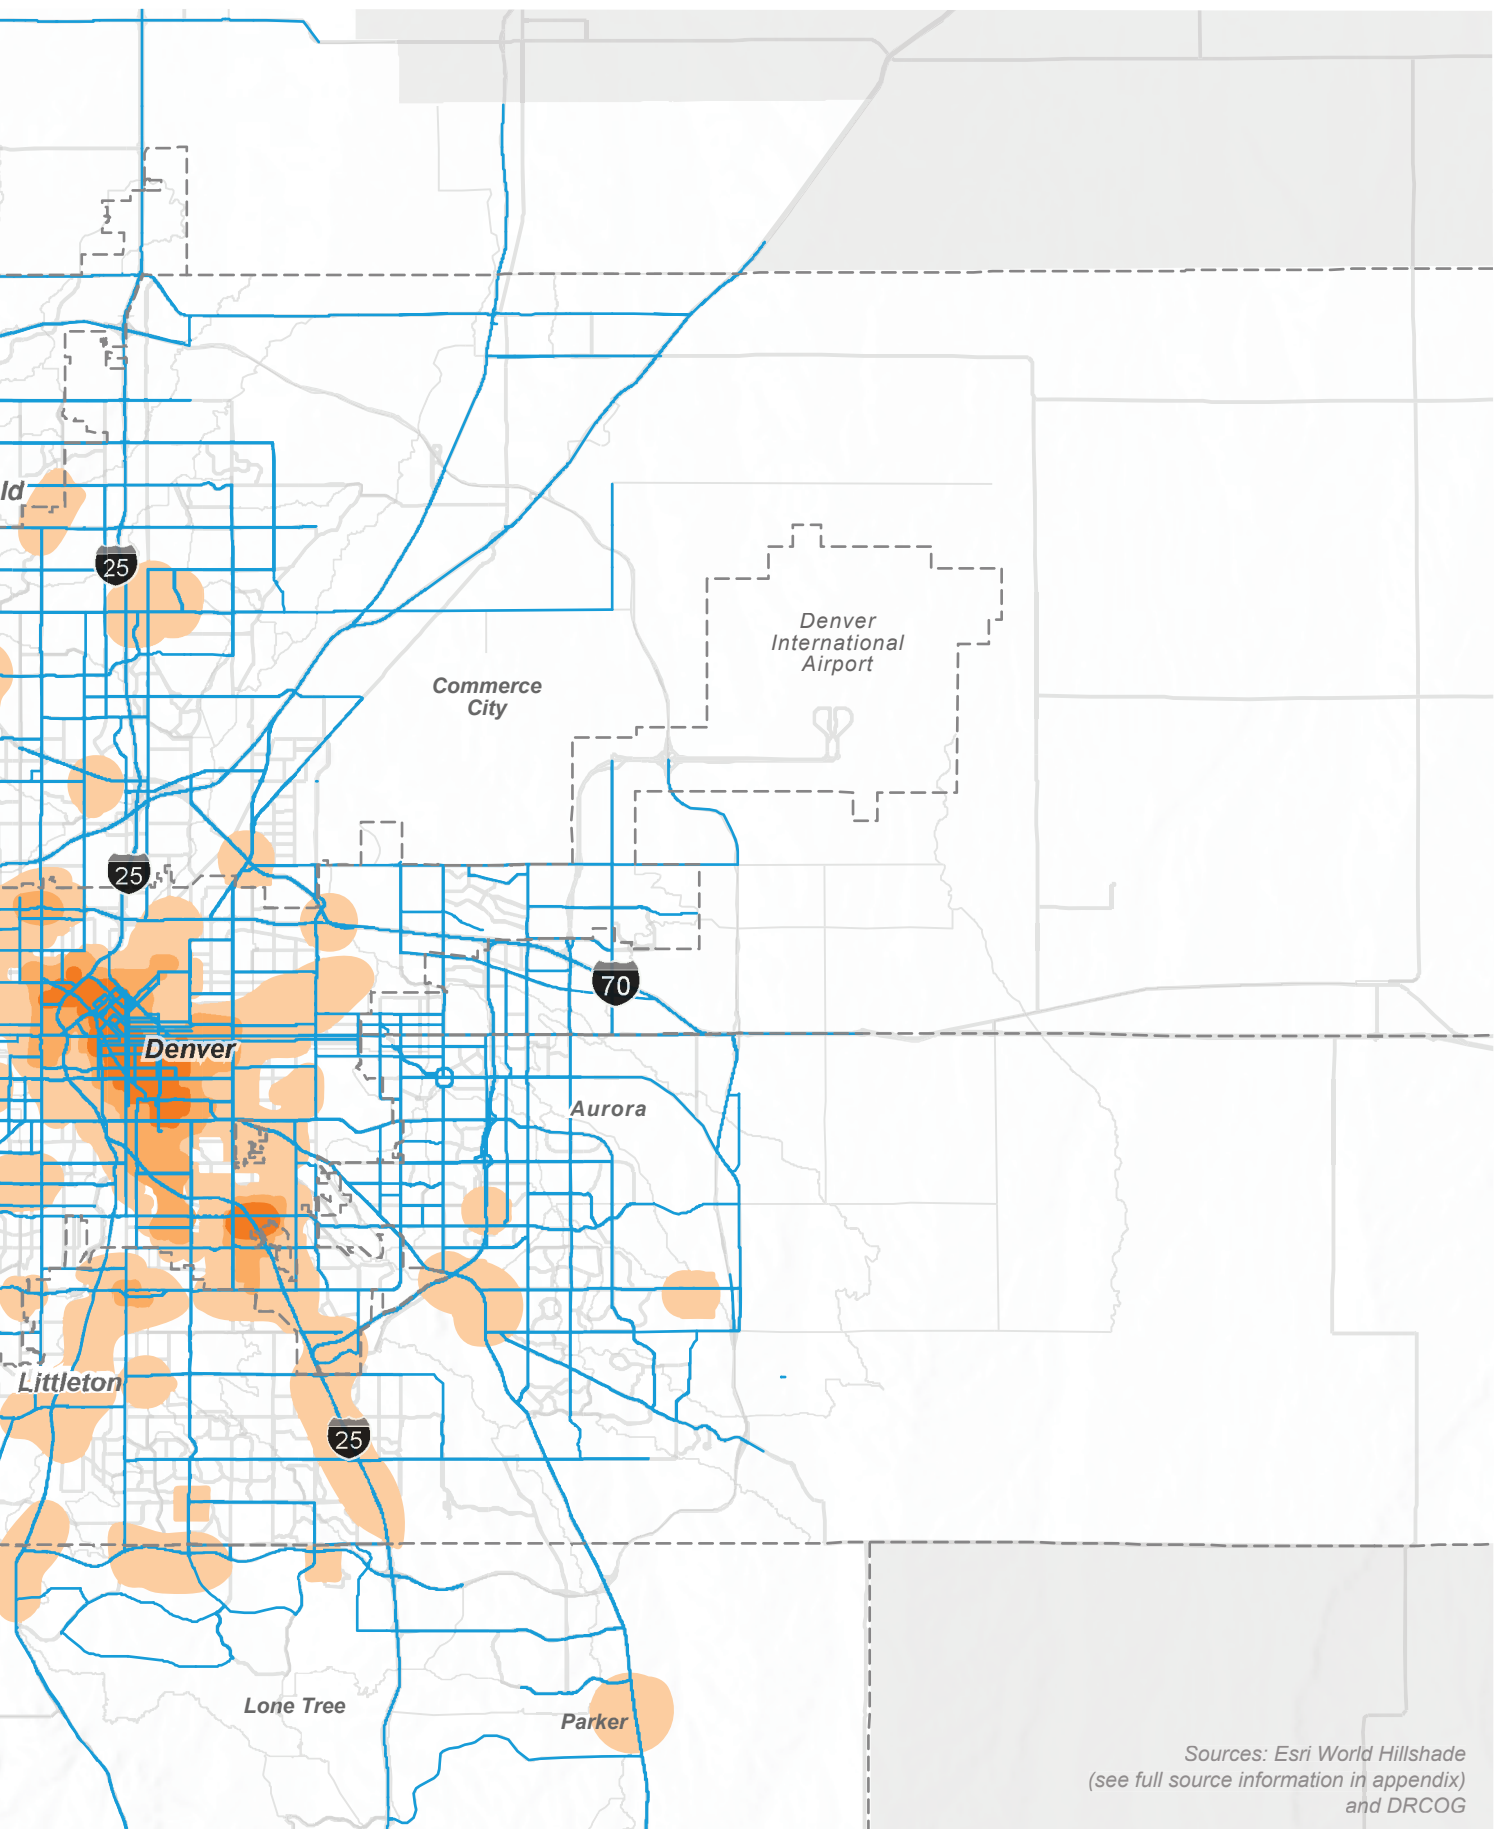 ld
25
Denver
International
Airport
Commerce
City
25
70
Denver
Aurora
Littleton
25
Lone Tree
Parker
Sources: Esri World Hillshade
(see full source information in appendix)
and DRCOG